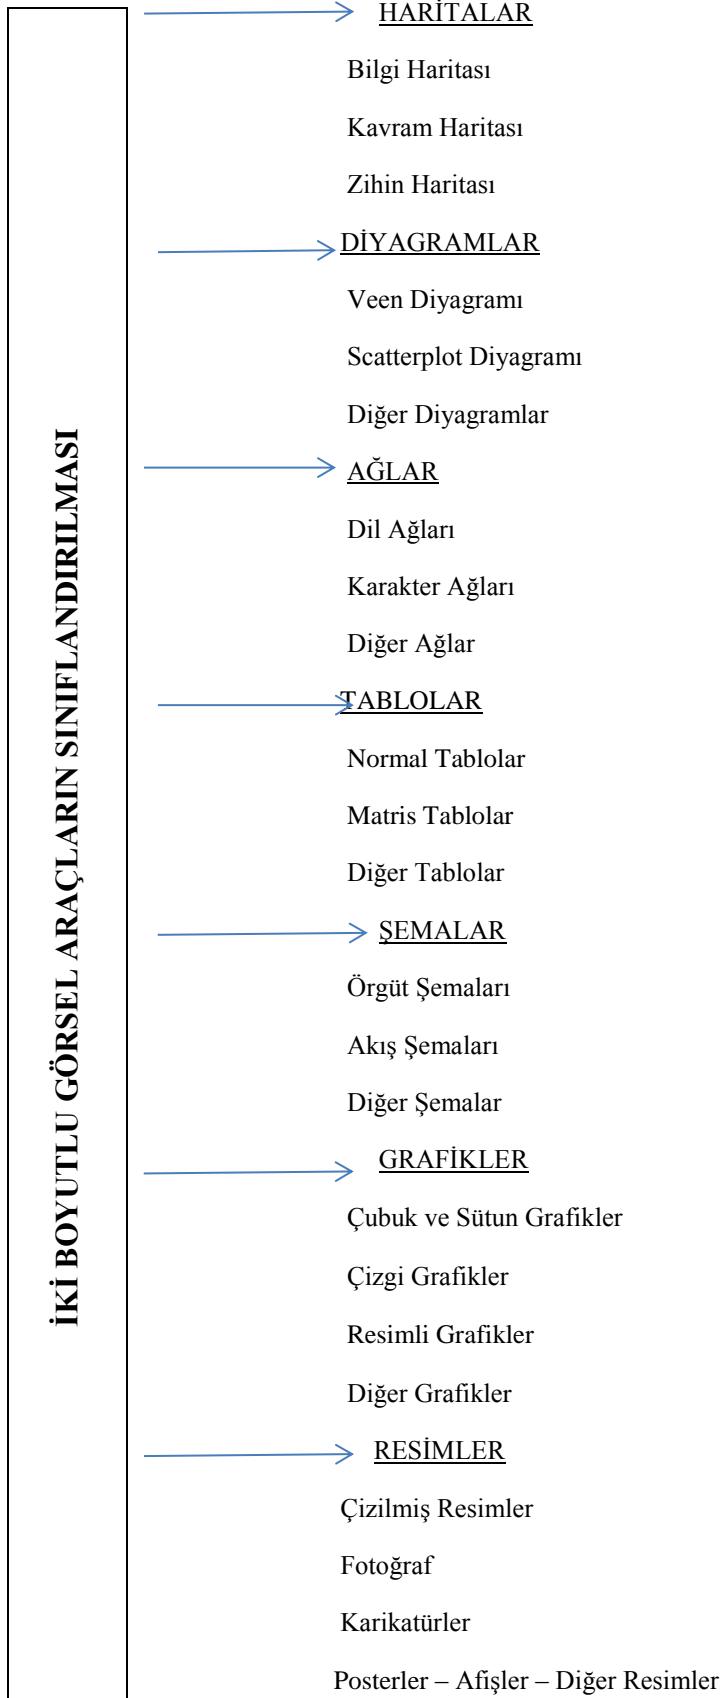 İKİ BOYUTLU GÖRSEL ARAÇLARIN SINIFLANDIRILMASI
HARİTALAR
Bilgi Haritası
Kavram Haritası
Zihin Haritası
DİYAGRAMLAR
Veen Diyagramı
Scatterplot Diyagramı
Diğer Diyagramlar
AĞLAR
Dil Ağları
Karakter Ağları
Diğer Ağlar
TABLOLAR
Normal Tablolar
Matris Tablolar
Diğer Tablolar
ŞEMALAR
Örgüt Şemaları
Akış Şemaları
Diğer Şemalar
GRAFİKLER
Çubuk ve Sütun Grafikler
Çizgi Grafikler
Resimli Grafikler
Diğer Grafikler
RESİMLER
Çizilmiş Resimler
Fotoğraf
Karikatürler
Posterler – Afişler – Diğer Resimler